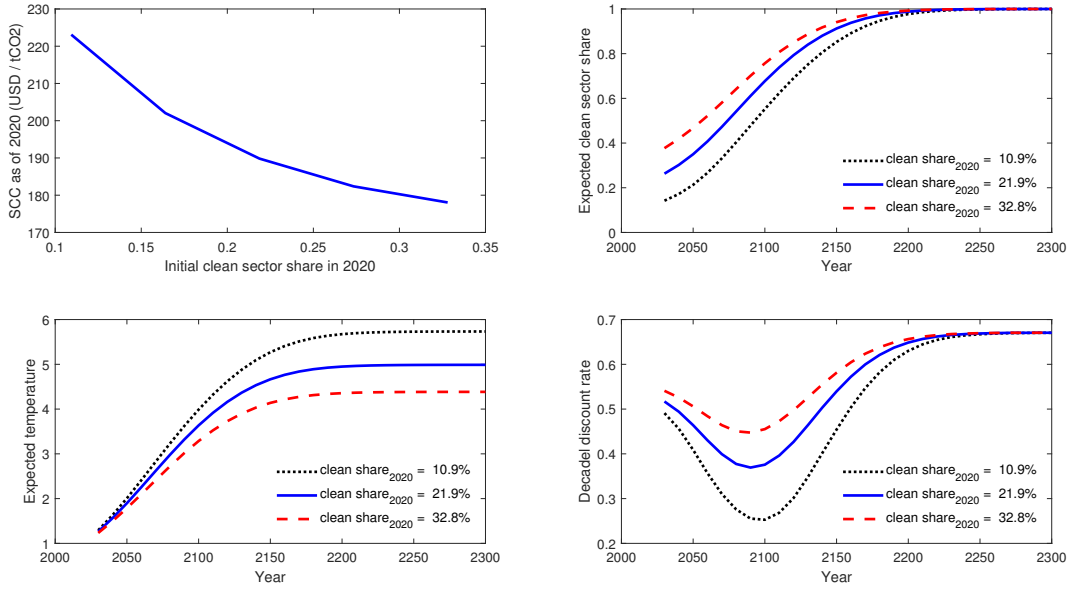 230
220
210
200
190
180
170
SCC as of 2020 (USD / tCO2)
0.1 0.15 0.2 0.25 0.3 0.35
Initial clean sector share in 2020
1
0.8
0.6
0.4
0.2
0
Expected clean sector share
clean share2020 = 10.9%
clean share2020 = 21.9%
clean share2020 = 32.8%
2000 2050 2100 2150 2200 2250 2300
Year
6
5
4
3
2
1
Expected temperature
clean share2020 = 10.9%
clean share2020 = 21.9%
clean share2020 = 32.8%
2000 2050 2100 2150 2200 2250 2300
Year
0.7
0.6
0.5
0.4
0.3
0.2
Decadel discount rate
clean share2020 = 10.9%
clean share2020 = 21.9%
clean share2020 = 32.8%
2000 2050 2100 2150 2200 2250 2300
Year